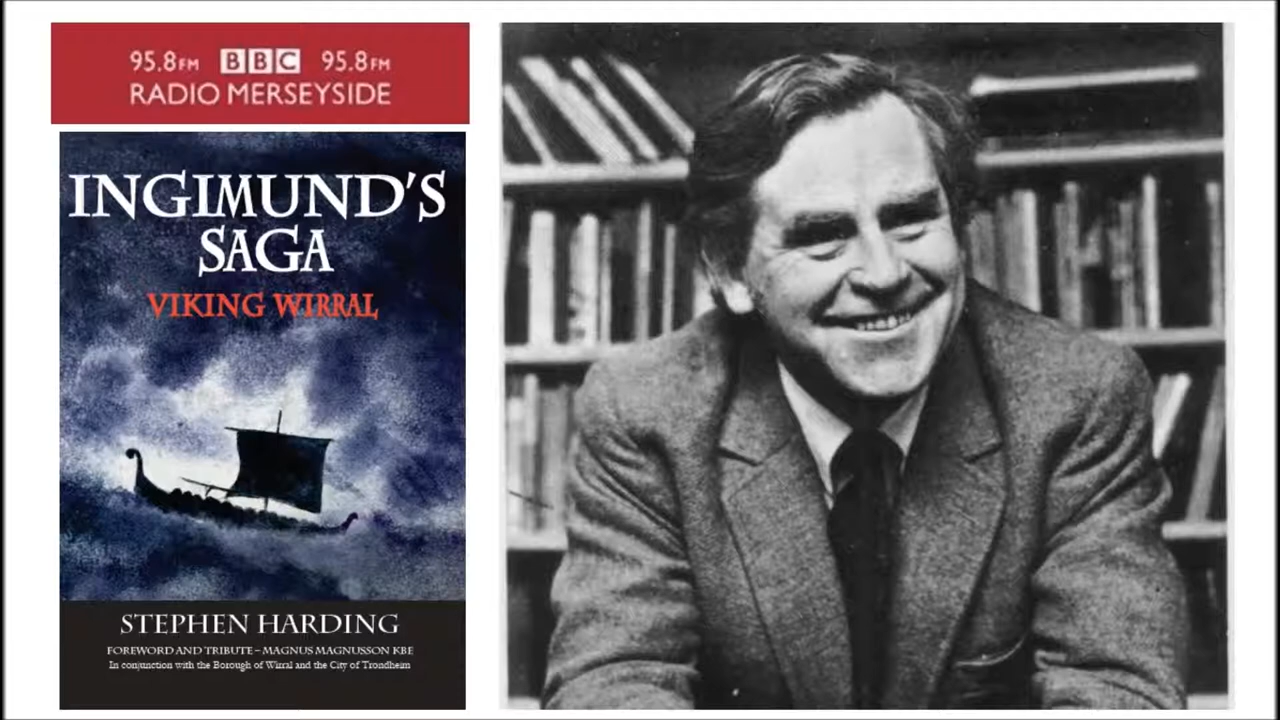 95.8FM BBC 95.8FM
RADIO MERSEYSIDE
INGIMUND'S
SAGA
VIKING WIRRAL
STEPHEN HARDING
FOREWORD AND TRIBUTE – MAGNUS MAGNUSSON KBE
In conjunction with the Borough of Wirral and the City of Trondheim